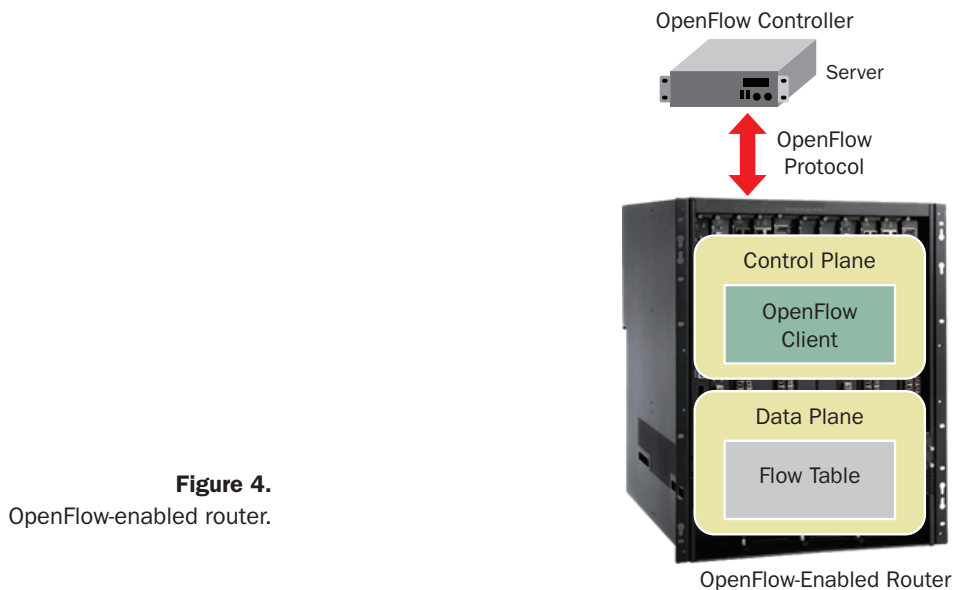 OpenFlow Controller
Server
OpenFlow
Protocol
Control Plane
OpenFlow
Client
Data Plane
Flow Table
Figure 4.
OpenFlow-enabled router.
OpenFlow-Enabled Router